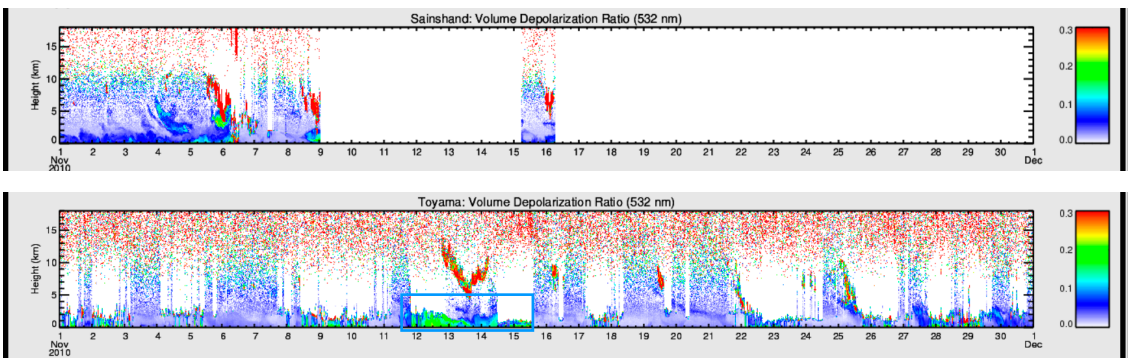 Sainshand: Volume Depolarization Ratio (532 nm)
15
10
5
0
Height (km)
1 2 3 4 5 6 7 8 9 10 11 12 13 14 15 16 17 18 19 20 21 22 23 24 25 26 27 28 29 30 1
Nov Dec
2010
0.3
0.2
0.1
0.0
Toyama: Volume Depolarization Ratio (532 nm)
15
10
5
0
Height (km)
1 2 3 4 5 6 7 8 9 10 11 12 13 14 15 16 17 18 19 20 21 22 23 24 25 26 27 28 29 30 1
Nov Dec
2010
0.3
0.2
0.1
0.0